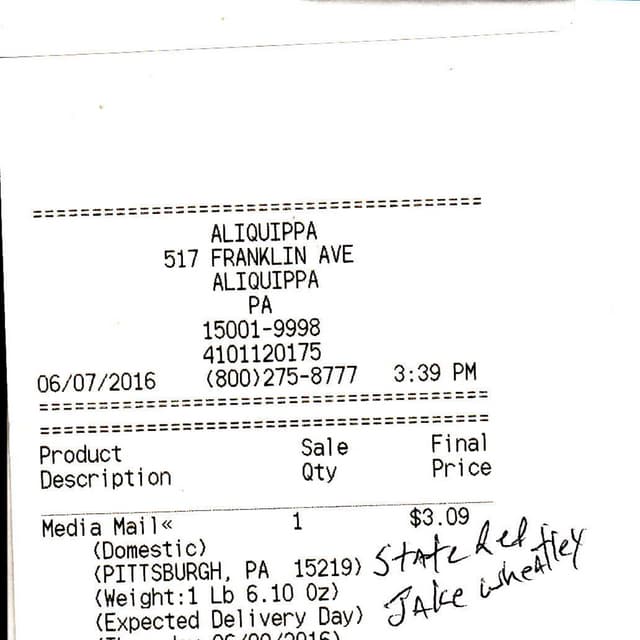 ======================================
ALIQUIPPA
517 FRANKLIN AVE
ALIQUIPPA
PA
15001-9998
4101120175
06/07/2016 (800)275-8777 3:39 PM
======================================
======================================
Product Sale Final
Description Qty Price
Media Mail« 1 $3.09
(Domestic)
(PITTSBURGH, PA 15219)
(Weight:1 Lb 6.10 Oz)
(Expected Delivery Day)
STATE Rep
JAke wheAtley